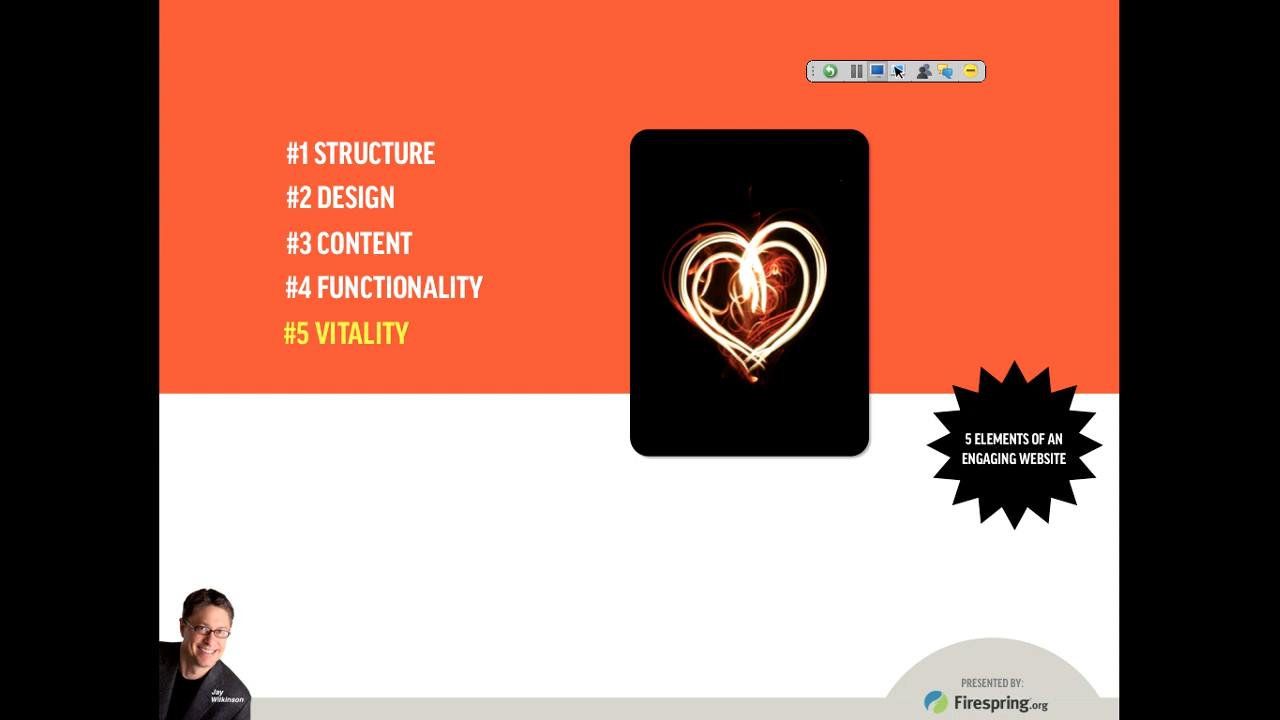 #1 STRUCTURE
#2 DESIGN
#3 CONTENT
#4 FUNCTIONALITY
#5 VITALITY
5 ELEMENTS OF AN
ENGAGING WEBSITE
Jay
Wilkinson
PRESENTED BY:
Firespring.org